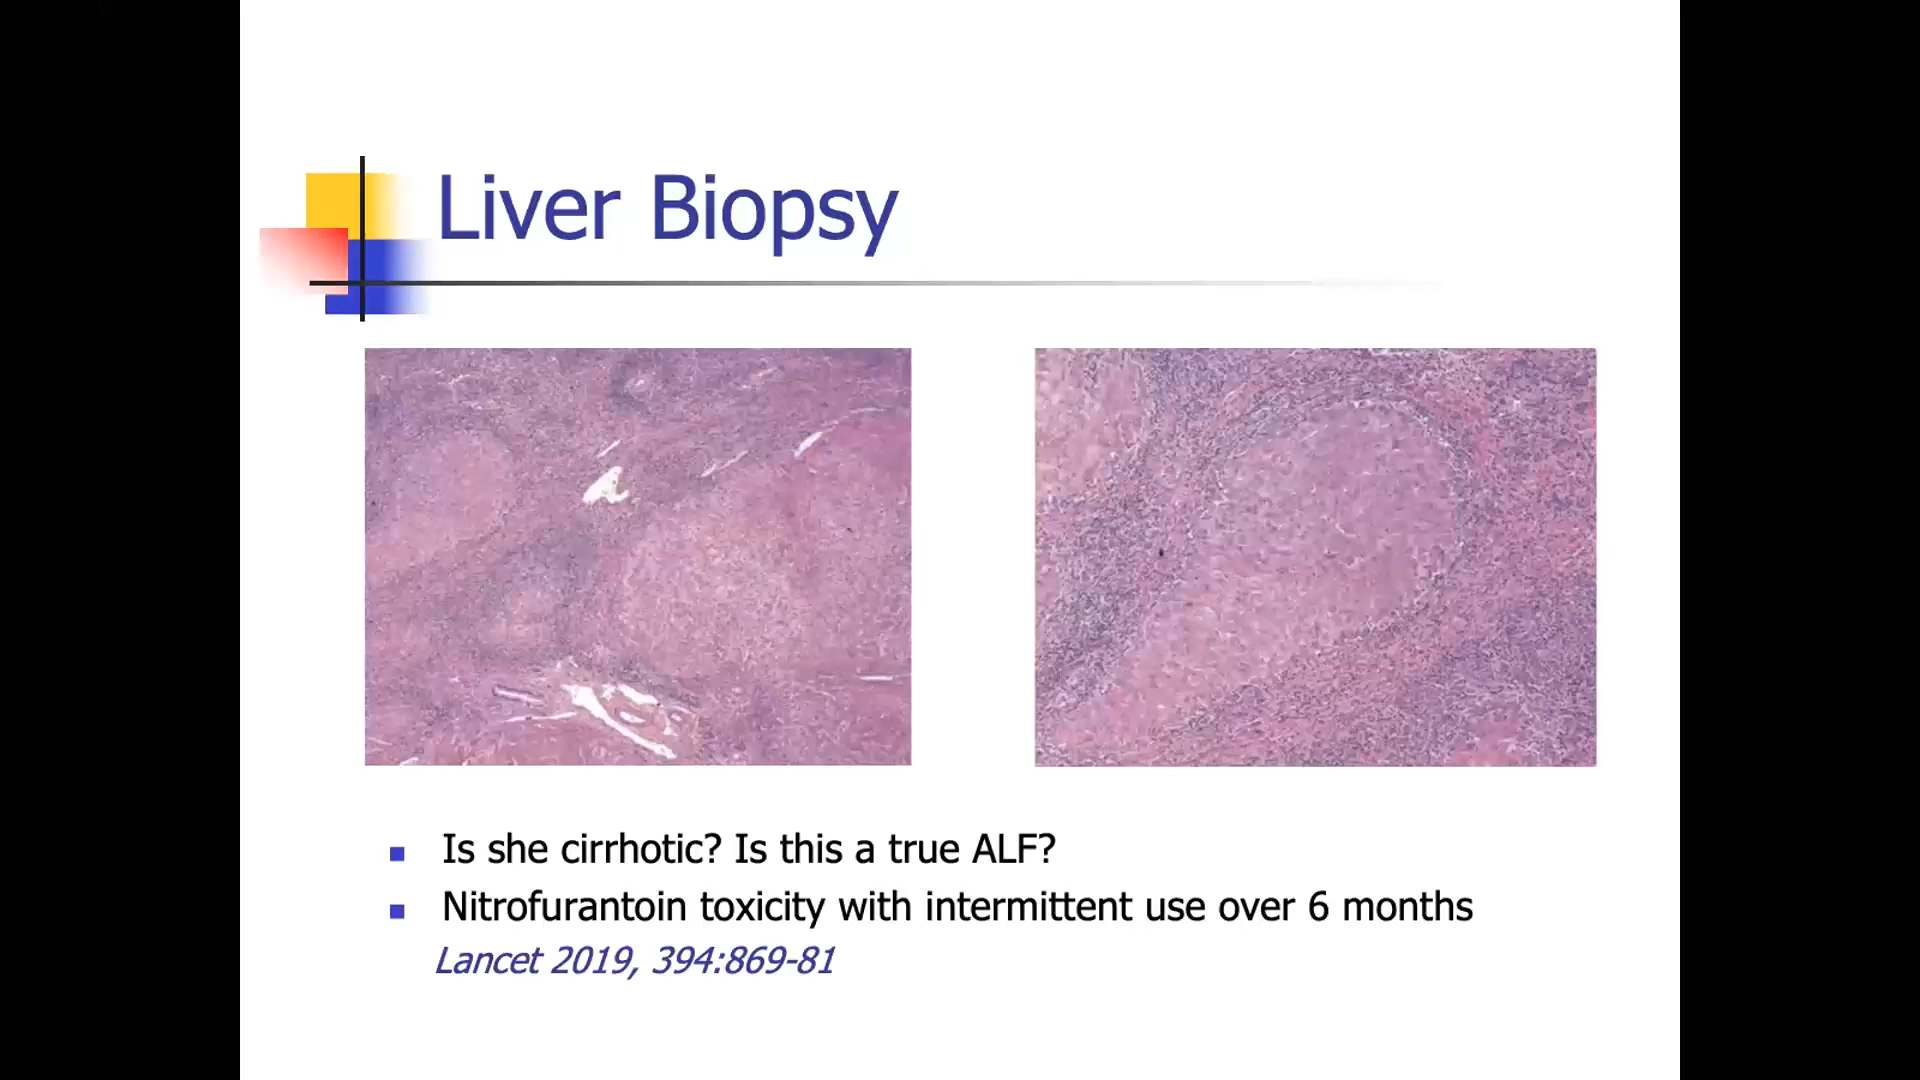 Liver Biopsy
Is she cirrhotic? Is this a true ALF?
Nitrofurantoin toxicity with intermittent use over 6 months
Lancet 2019, 394:869-81